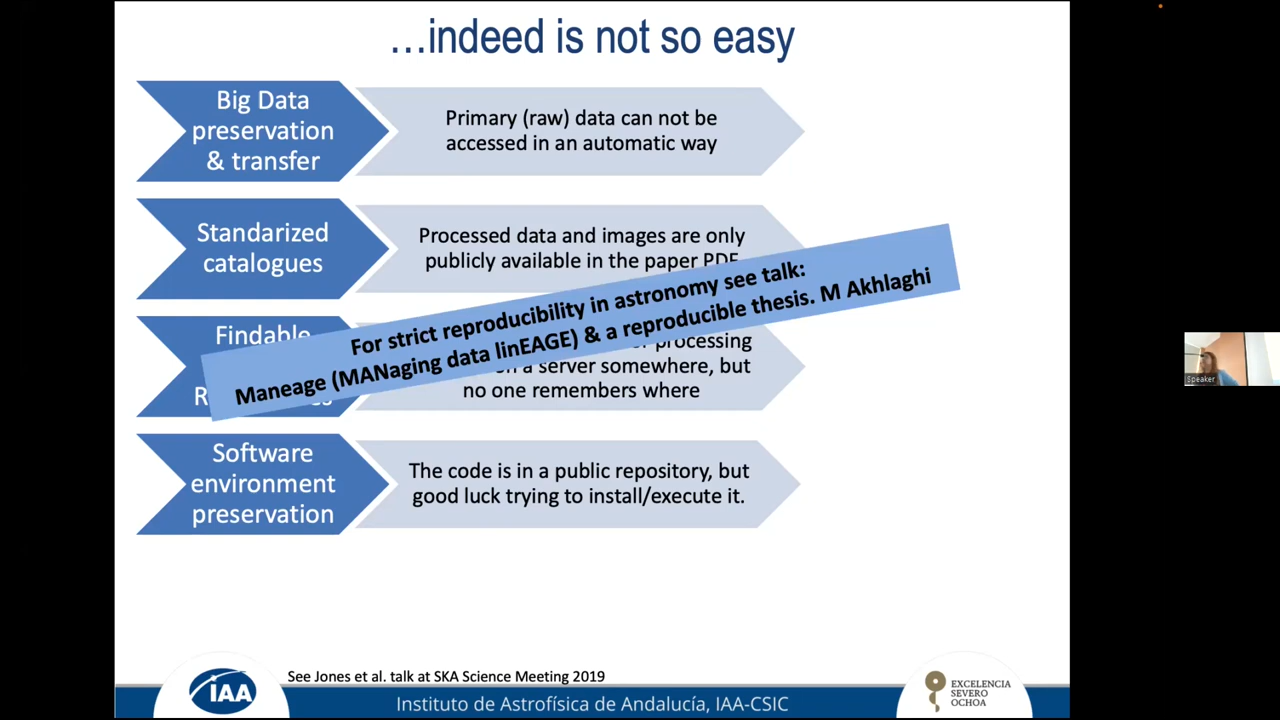 ...indeed is not so easy
Big Data
preservation
& transfer
Primary (raw) data can not be
accessed in an automatic way
Standarized
catalogues
Processed data and images are only
publicly available in the paper PDF
For strict reproducibility in astronomy see talk:
Maneage (MANaging data linEAGE) & a reproducible thesis. M Akhlaghi
Findable
processing
a server somewhere, but
no one remembers where
Software
environment
preservation
The code is in a public repository, but
good luck trying to install/execute it.
See Jones et al. talk at SKA Science Meeting 2019
IAA
Instituto de Astrofísica de Andalucía, IAA-CSIC
EXCELENCIA
SEVERO
OCHOA
Speaker